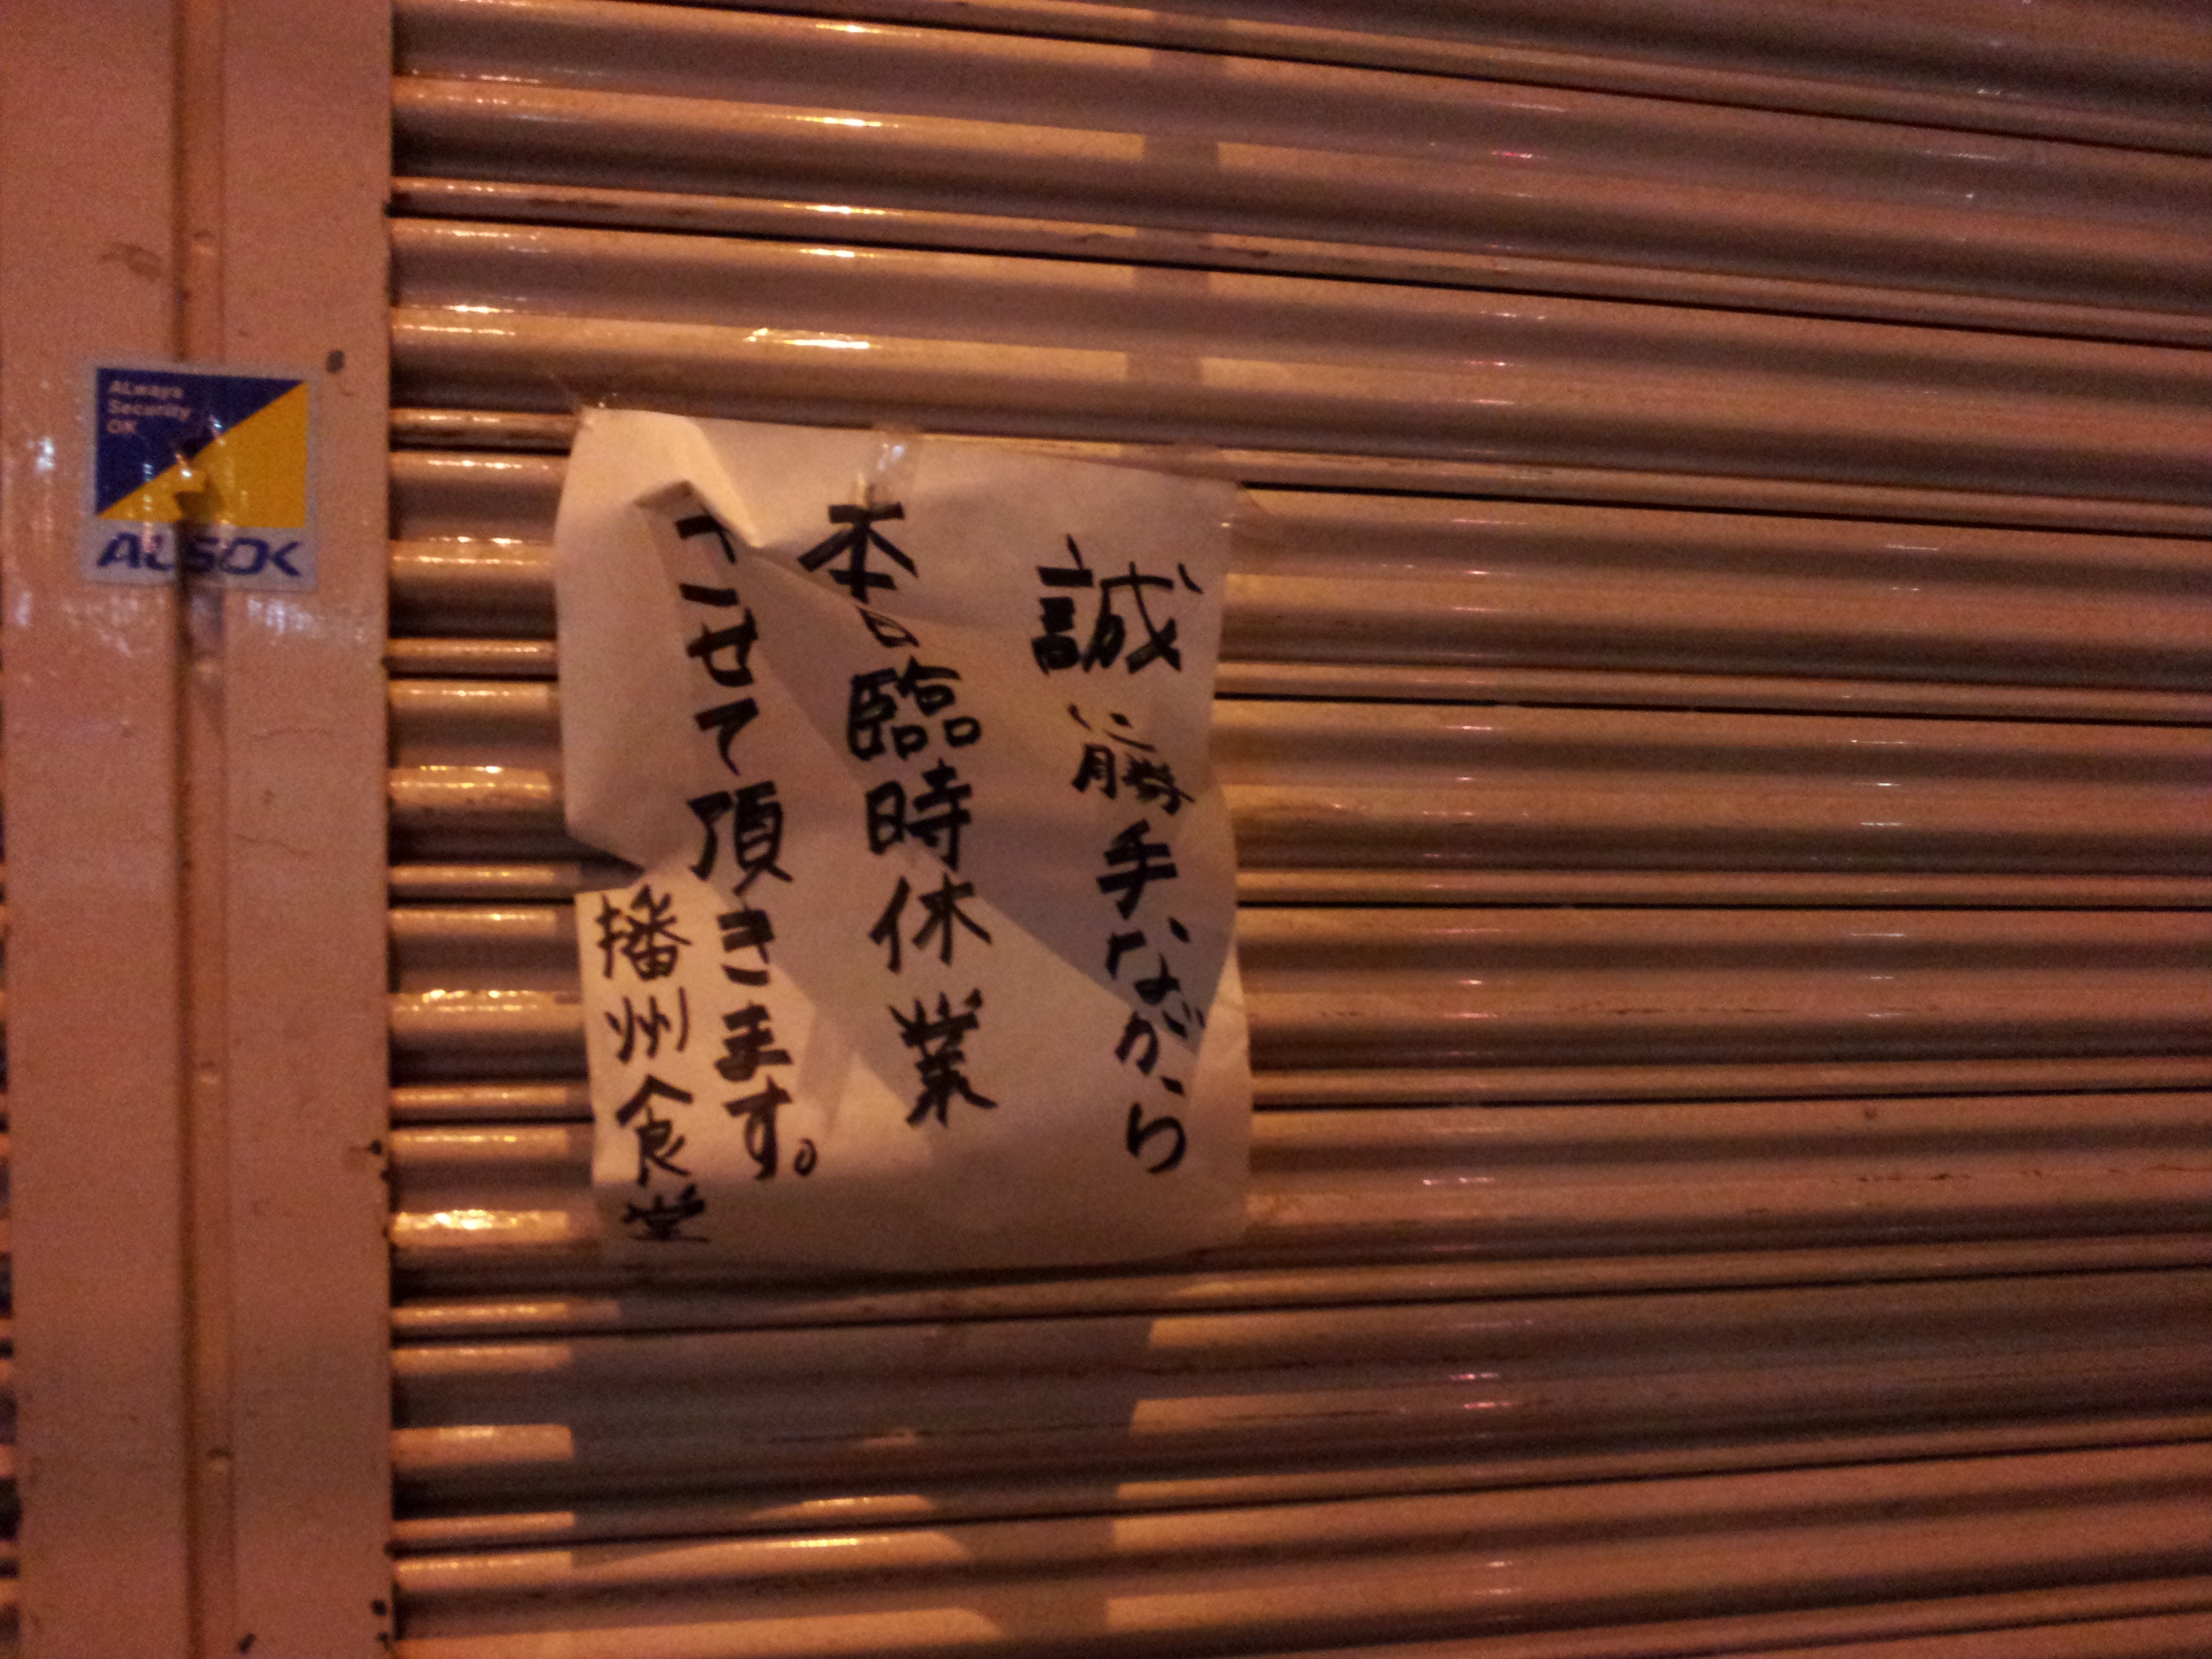 誠に勝手ながら
本日臨時休業
させて頂きます。
播州食堂
ALways
Security
OK
ALSOK